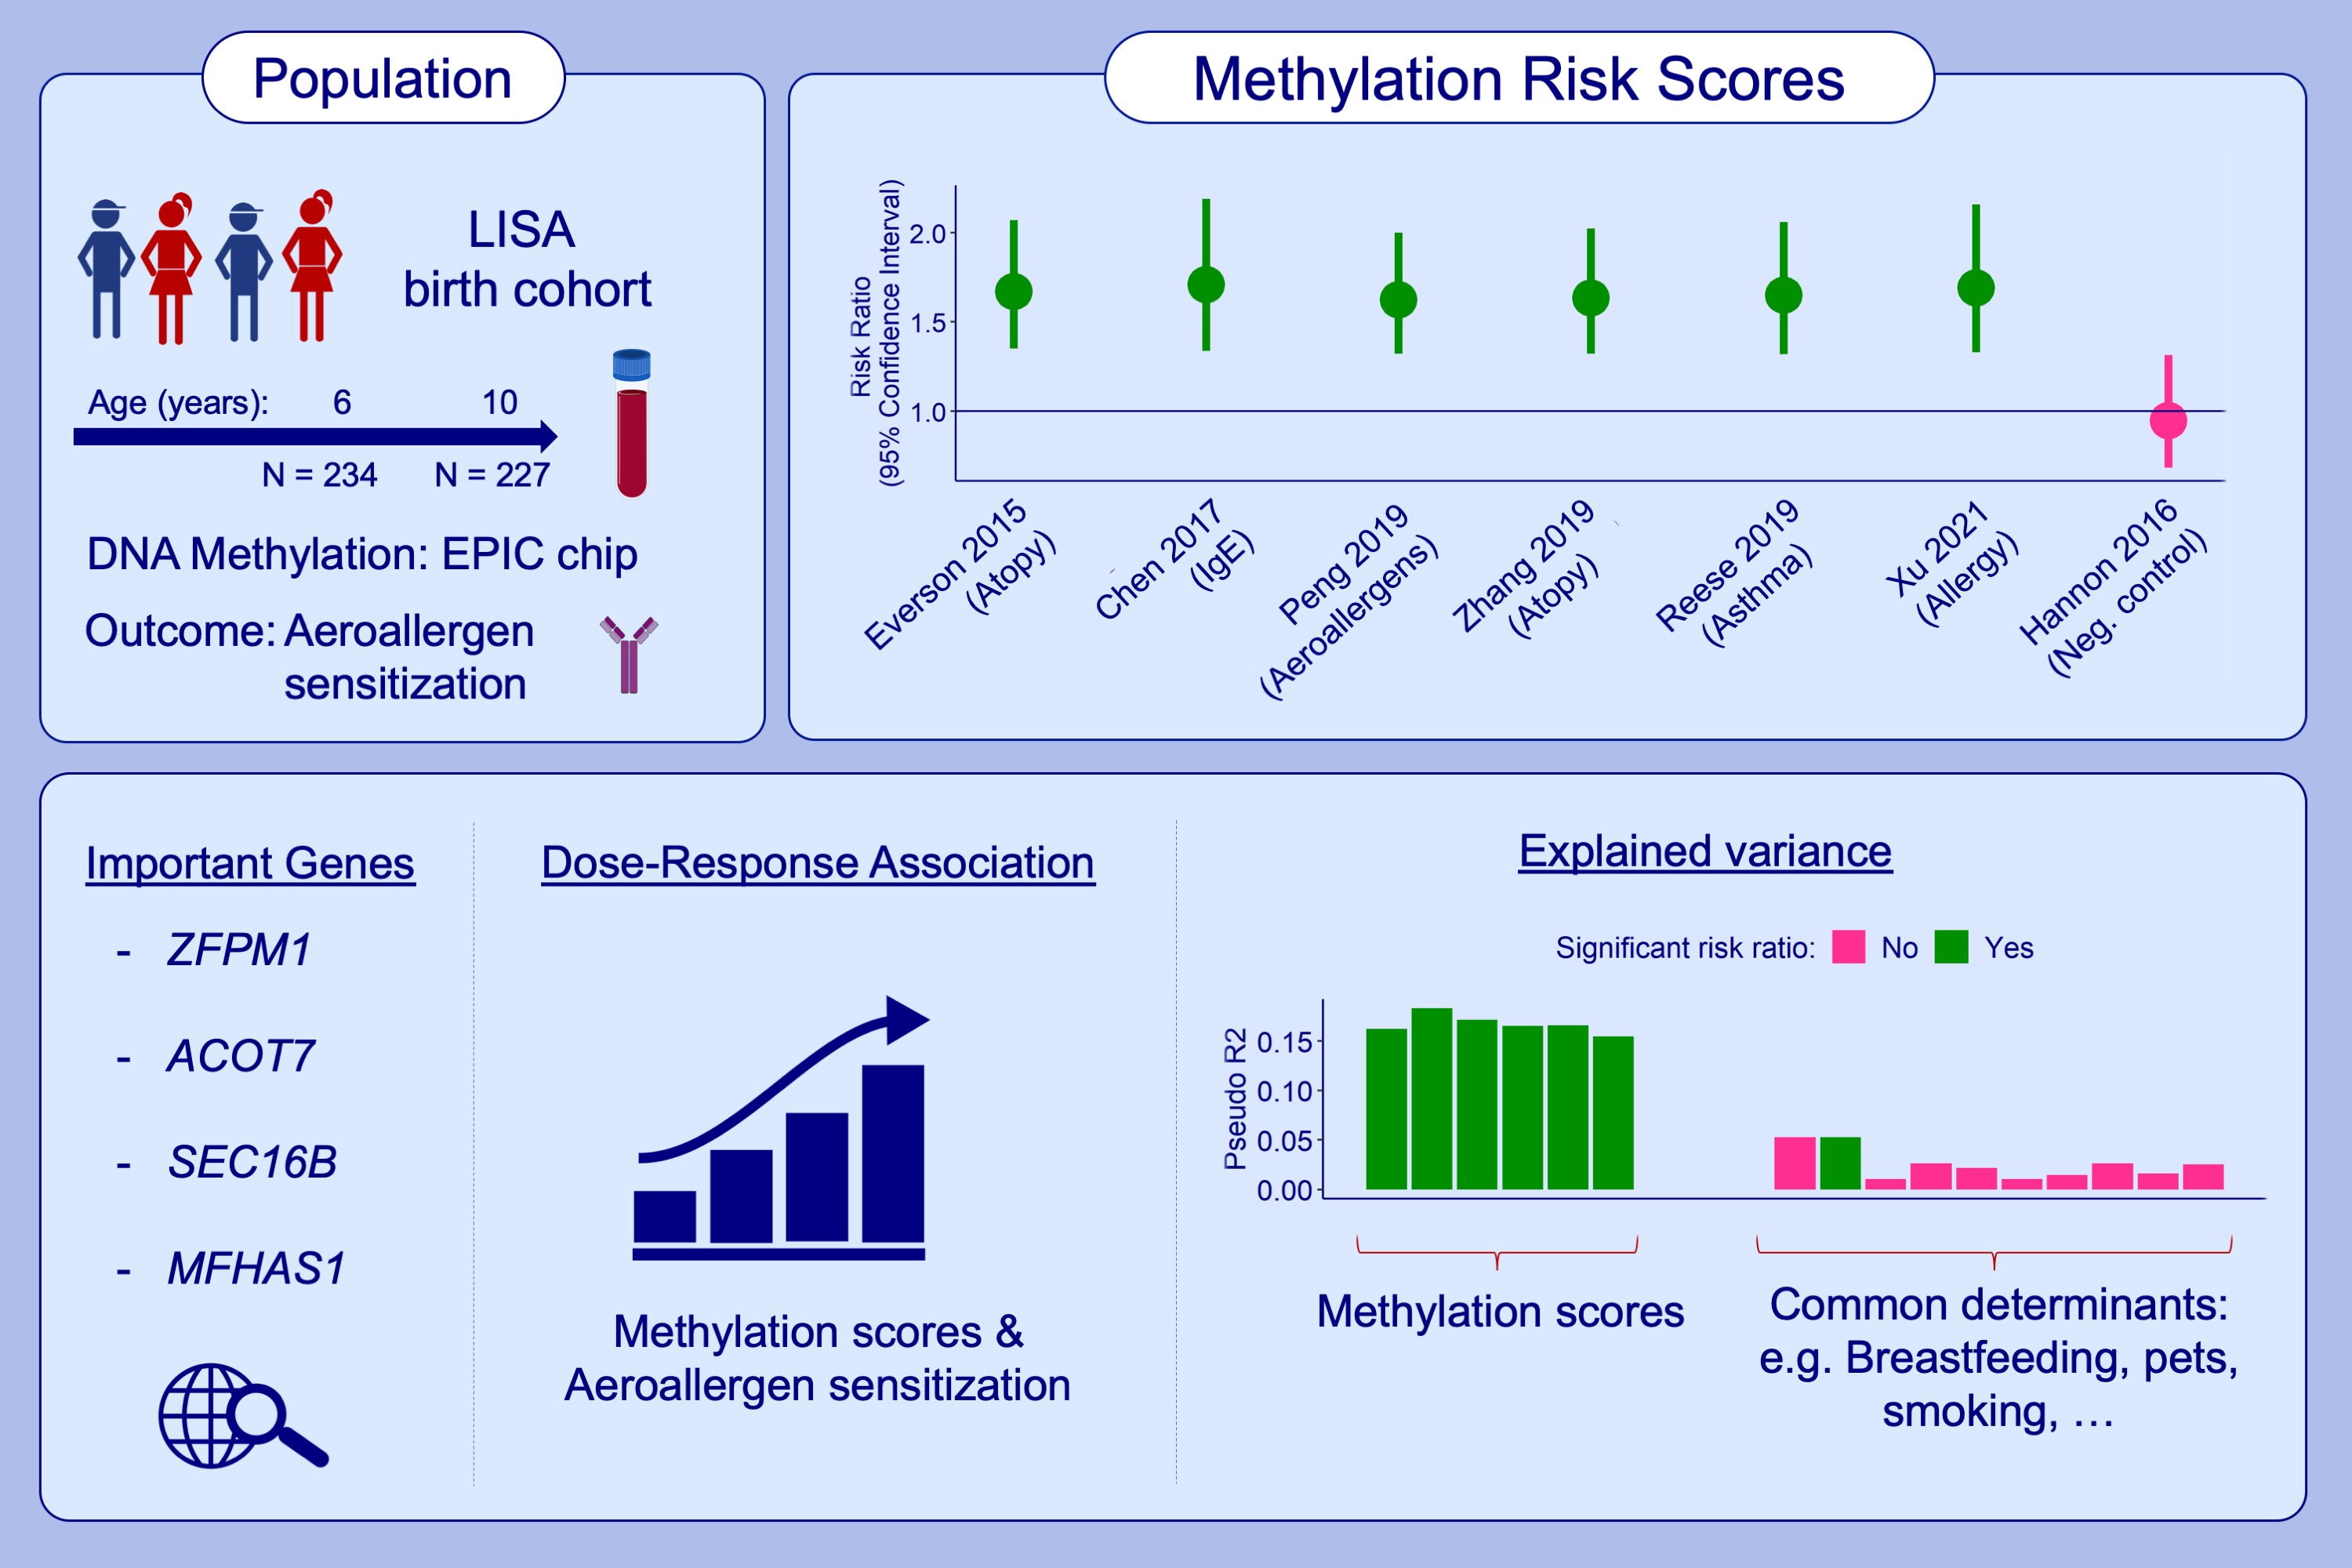 Population
LISA
birth cohort
Age (years): 6 10
N = 234 N = 227
DNA Methylation: EPIC chip
Outcome: Aeroallergen
sensitization
Methylation Risk Scores
Risk Ratio
(95% Confidence Interval)
2.0
1.5
1.0
Everson 2015
(Atopy)
Chen 2017
(IgE)
Peng 2019
(Aeroallergens)
Zhang 2019
(Atopy)
Reese 2019
(Asthma)
Xu 2021
(Allergy)
Hannon 2016
(Neg. control)
Important Genes
- ZFPM1
- ACOT7
- SEC16B
- MFHAS1
Dose-Response Association
Methylation scores &
Aeroallergen sensitization
Explained variance
Significant risk ratio: No Yes
Pseudo R2
0.15
0.10
0.05
0.00
Methylation scores
Common determinants:
e.g. Breastfeeding, pets,
smoking, …